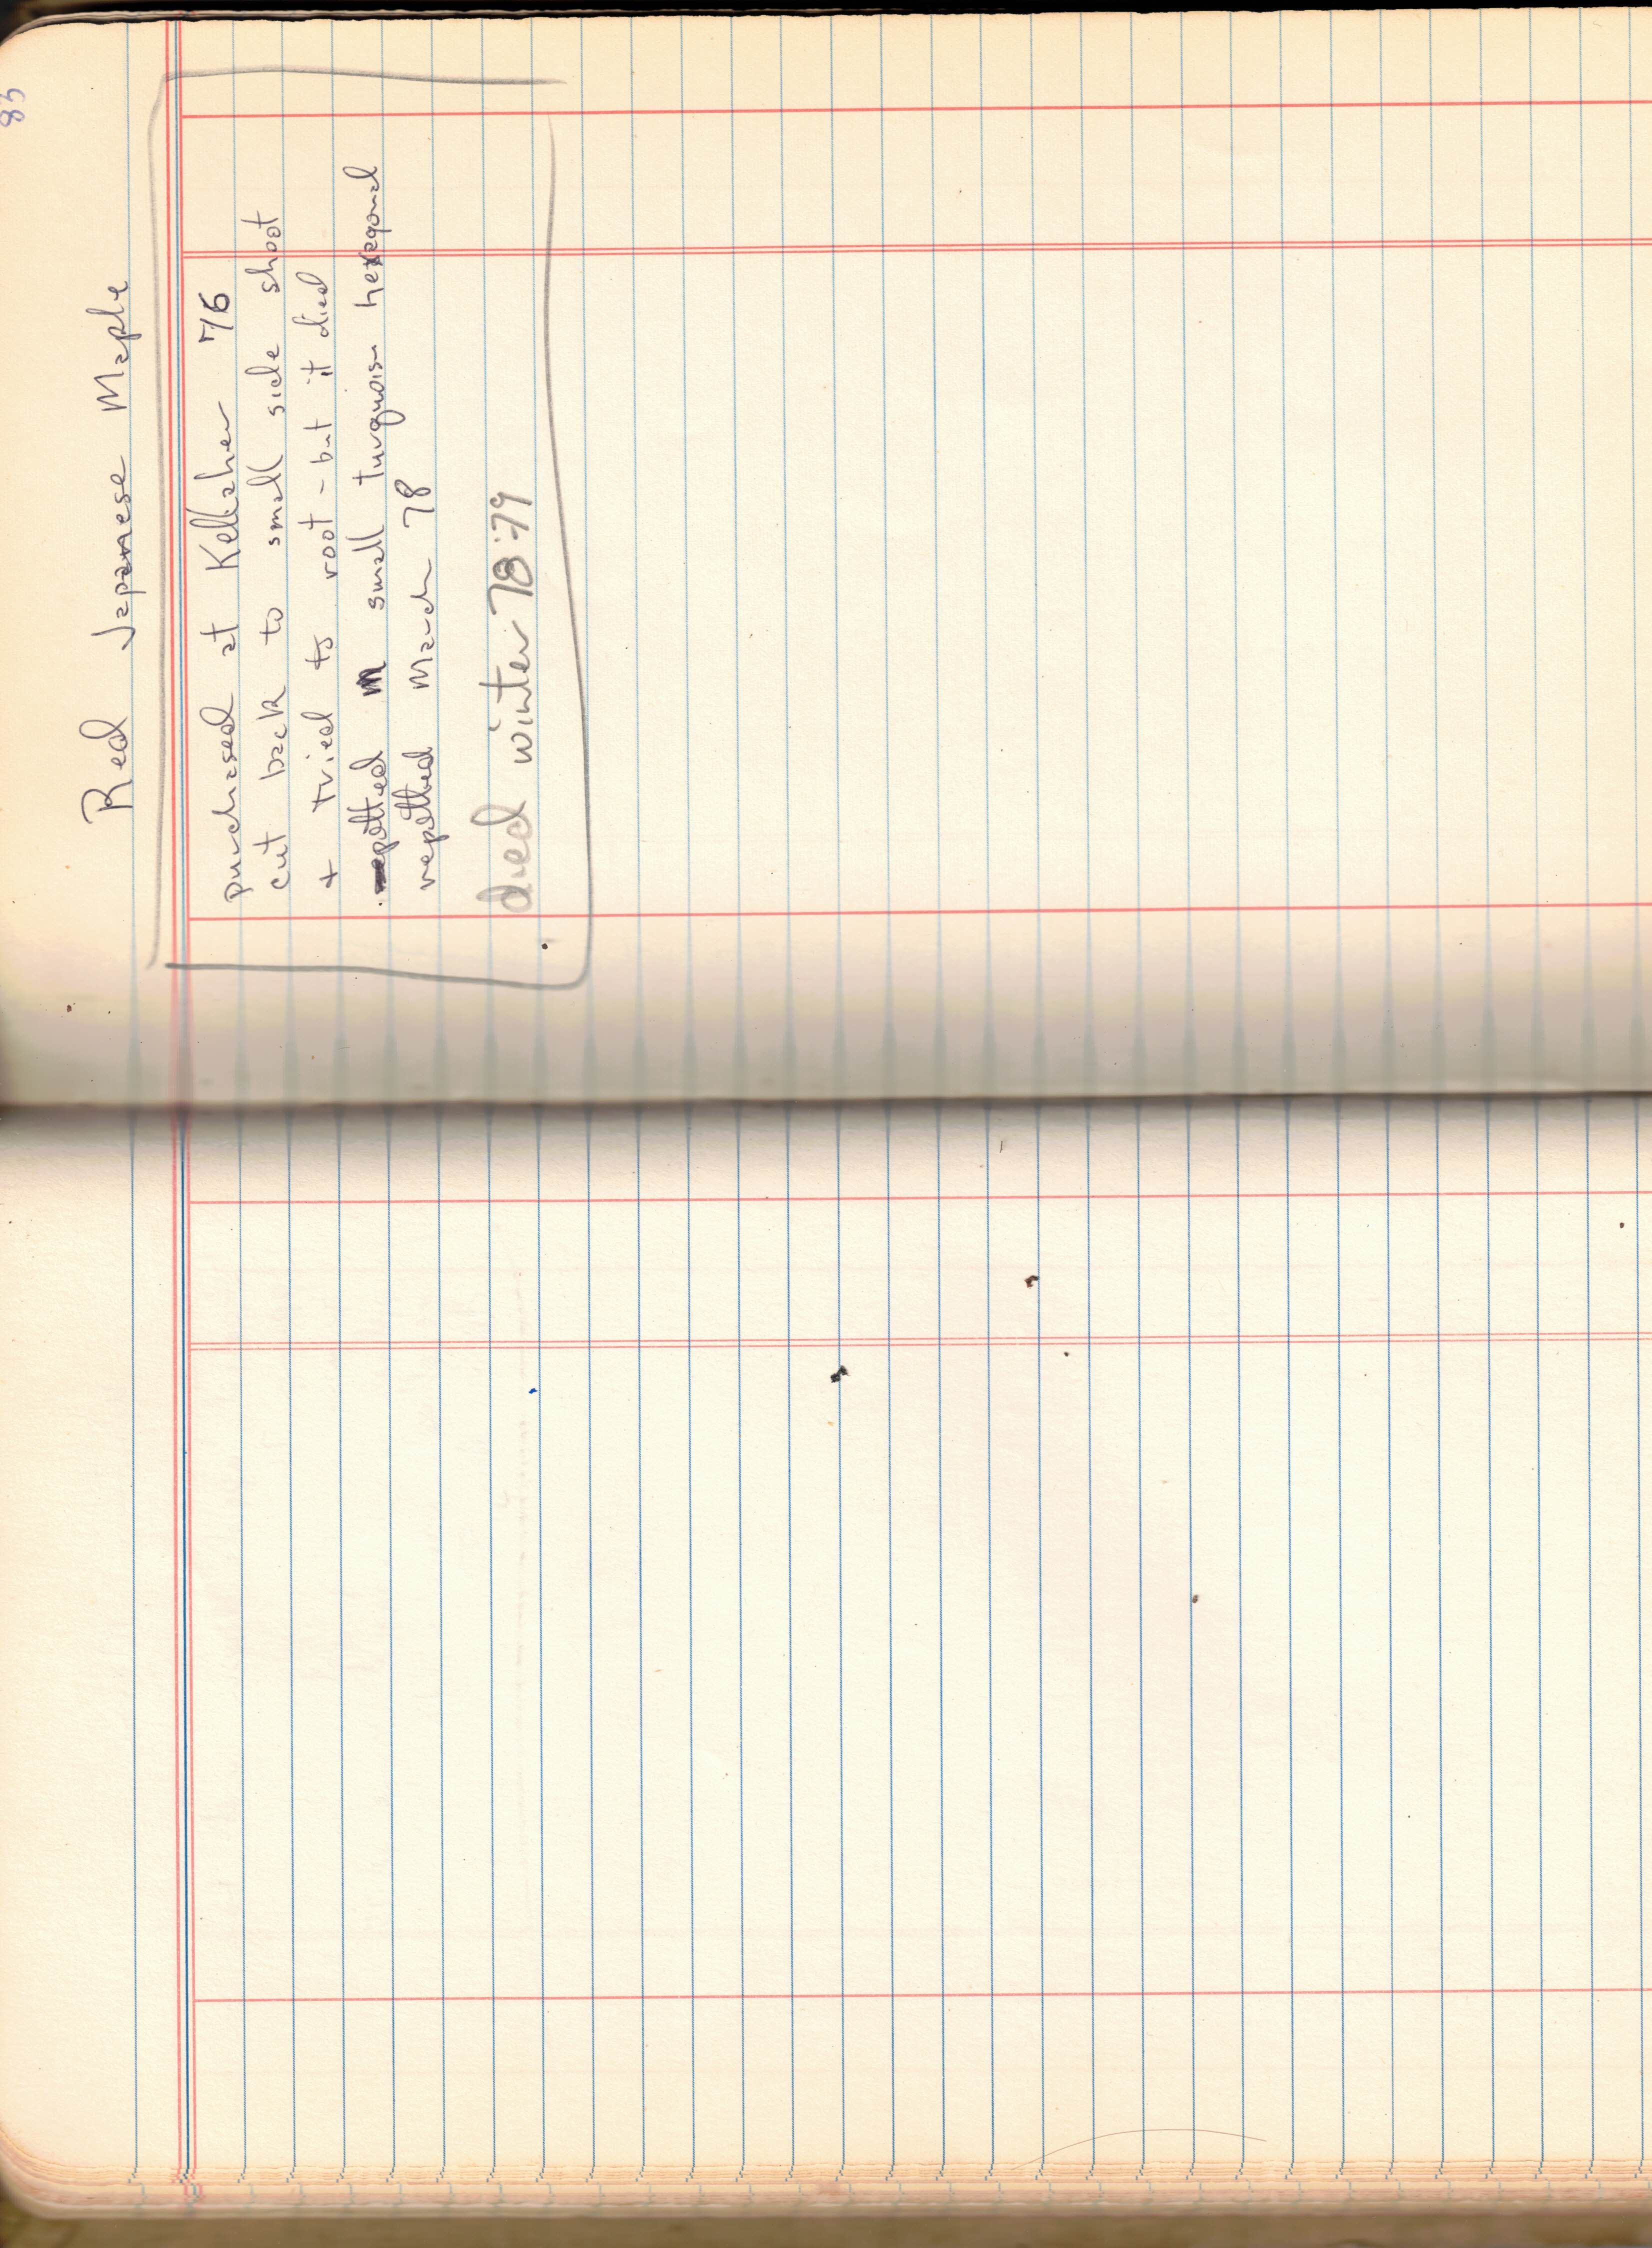 83
Red Japanese Maple
purchased at Kelleher 76
cut back to small side shoot
+ tried to root - but it died
potted in small turquoise hexagonal
repotted March 78
died winter 78-79